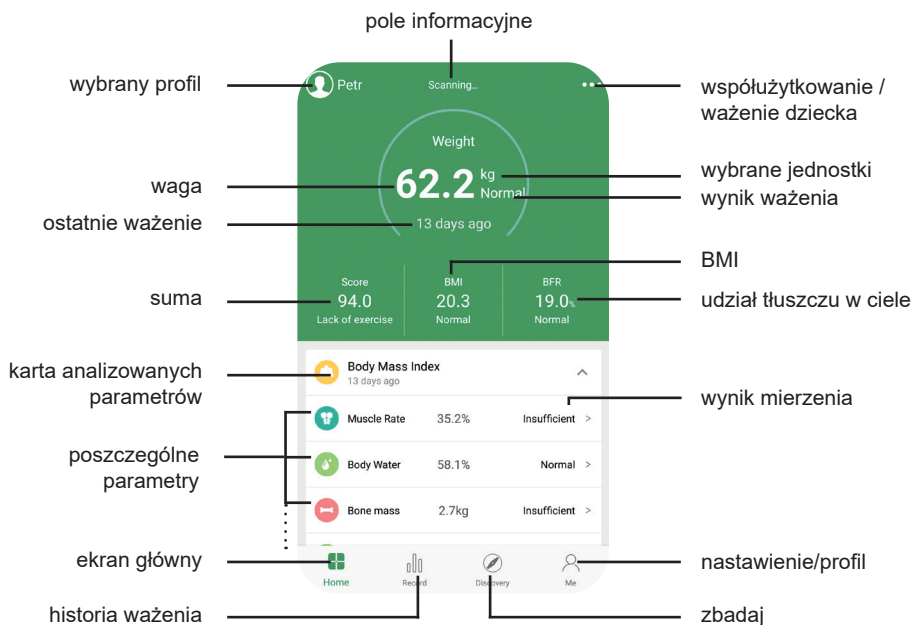 pole informacyjne
wybrany profil
Petr
Scanning...
współużytkowanie /
ważenie dziecka
Weight
waga
62.2
kg
Normal
wybrane jednostki
wynik ważenia
ostatnie ważenie
13 days ago
BMI
suma
Score
94.0
Lack of exercise
BMI
20.3
Normal
BFR
19.0%
Normal
udział tłuszczu w ciele
karta analizowanych
parametrów
Body Mass Index
13 days ago
wynik mierzenia
Muscle Rate 35.2% Insufficient >
poszczególne
parametry
Body Water 58.1% Normal >
Bone mass 2.7kg Insufficient >
ekran główny
Home
Record
Discovery
Me
nastawienie/profil
historia ważenia
zbadaj